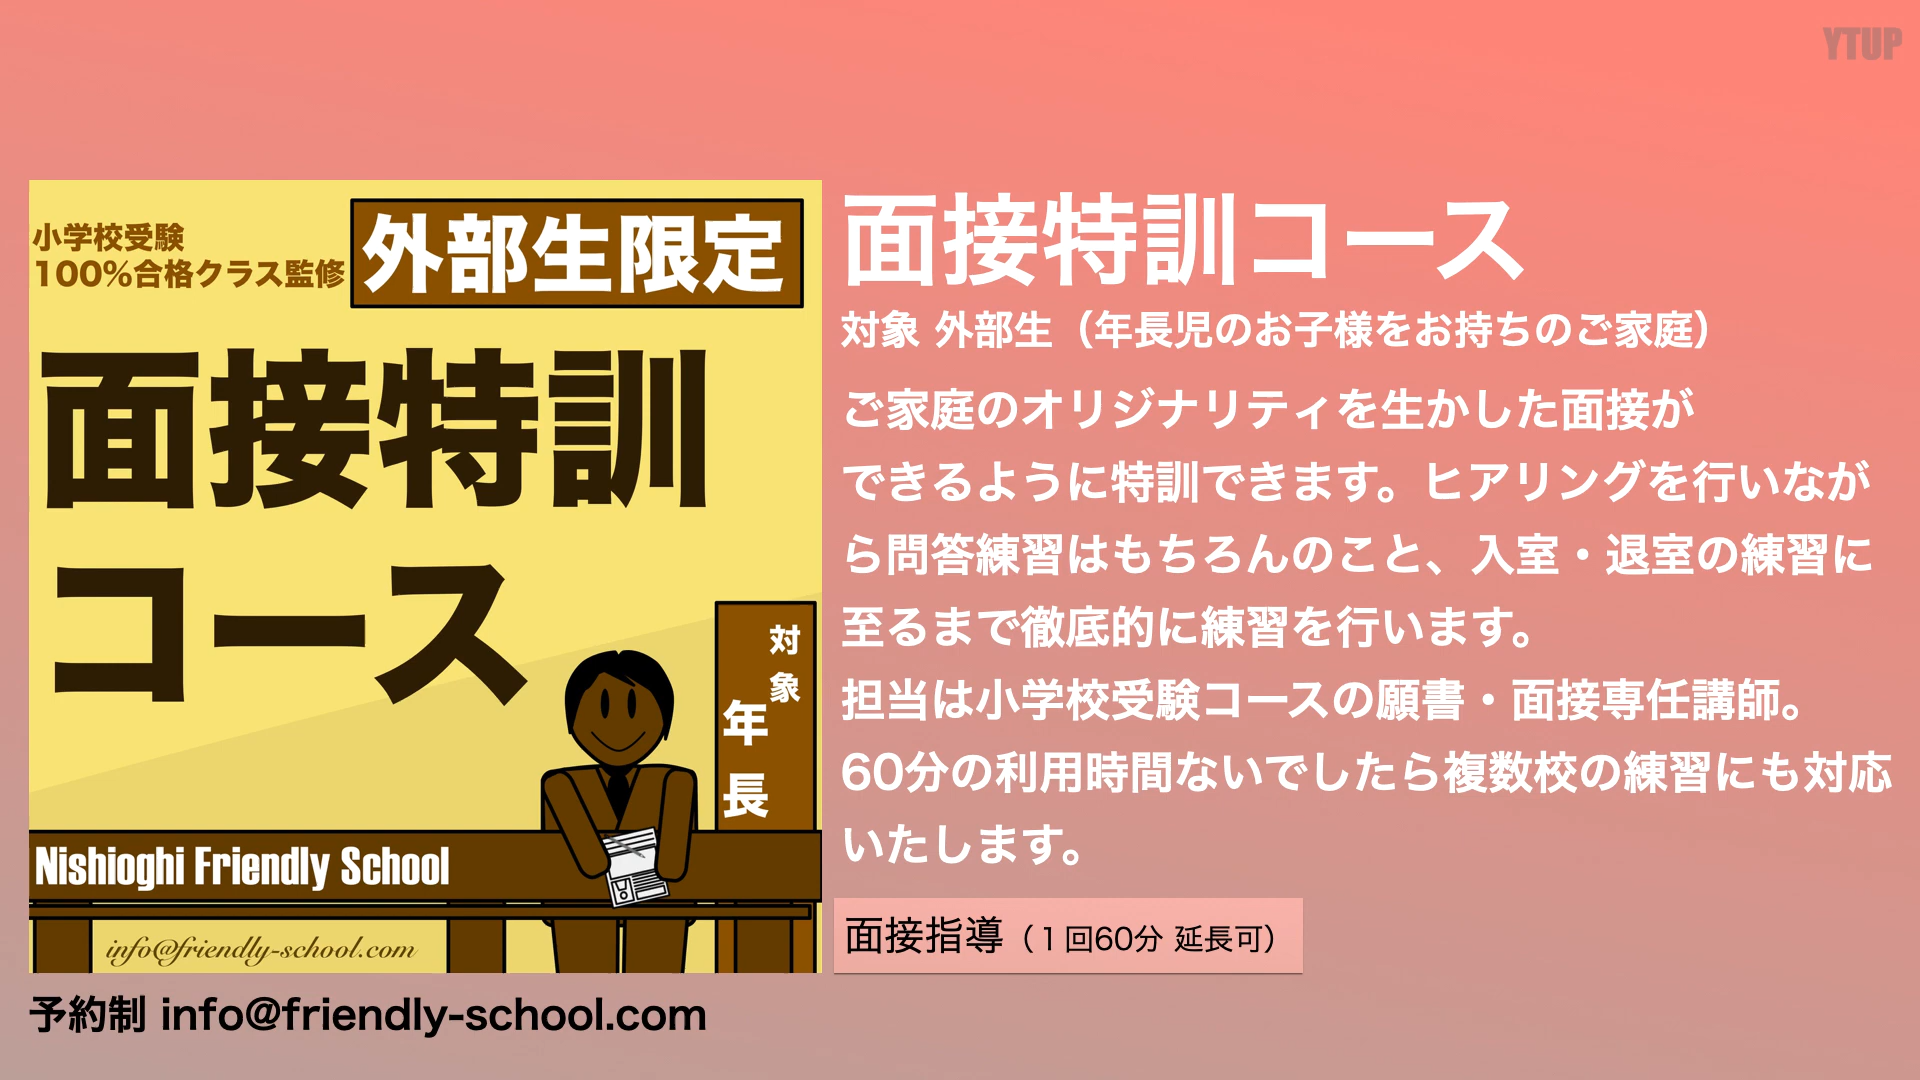 YTUP
小学校受験
100%合格クラス監修
外部生限定
面接特訓
コース
対象
年長
Nishioghi Friendly School
info@friendly-school.com
予約制 info@friendly-school.com
面接特訓コース
対象 外部生（年長児のお子様をお持ちのご家庭）
ご家庭のオリジナリティを生かした面接が
できるように特訓できます。ヒアリングを行いなが
ら問答練習はもちろんのこと、入室・退室の練習に
至るまで徹底的に練習を行います。
担当は小学校受験コースの願書・面接専任講師。
60分の利用時間ないでしたら複数校の練習にも対応
いたします。
面接指導（１回60分 延長可）